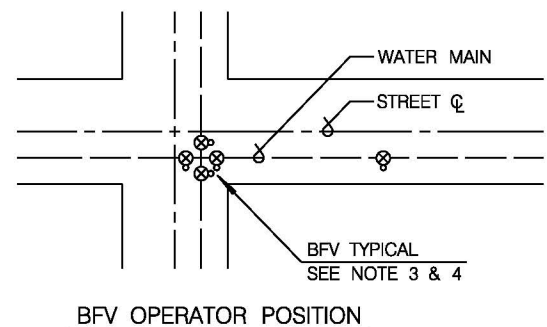 WATER MAIN
STREET ℄
BFV TYPICAL
SEE NOTE 3 & 4
BFV OPERATOR POSITION